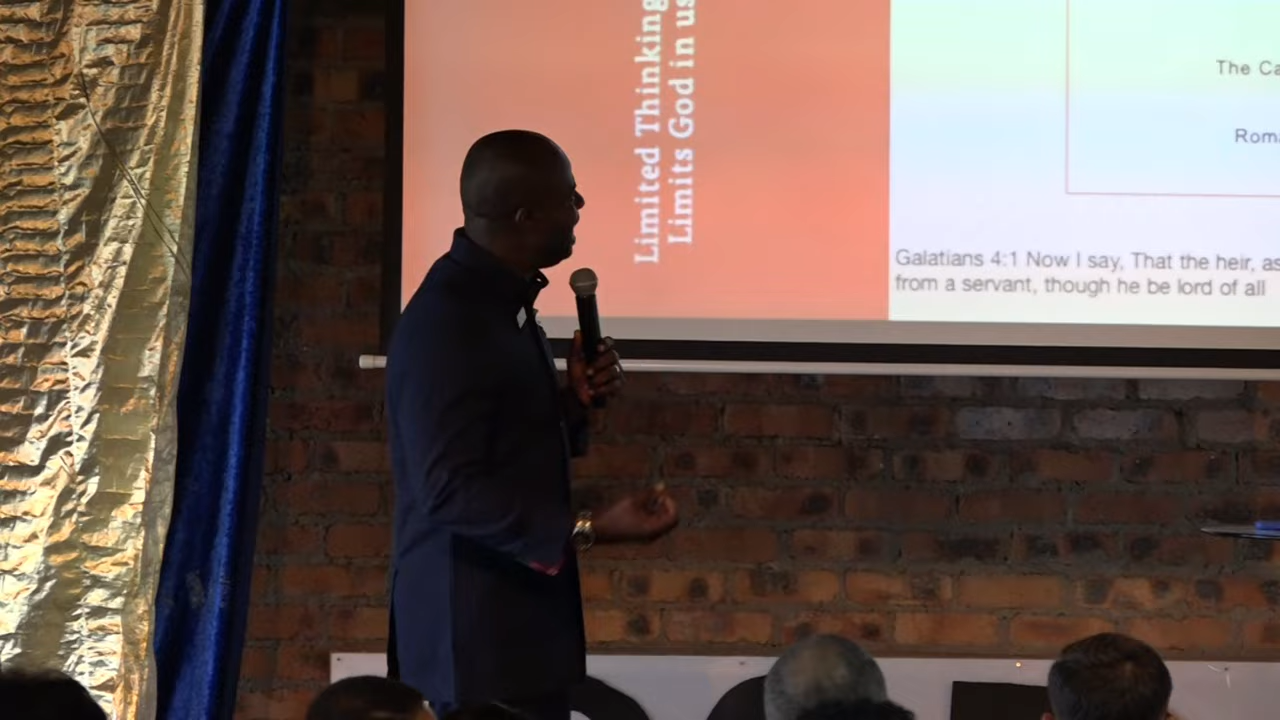 Limited Thinking
Limits God in us
The Ca
Roma
Galatians 4:1 Now I say, That the heir, as
from a servant, though he be lord of all